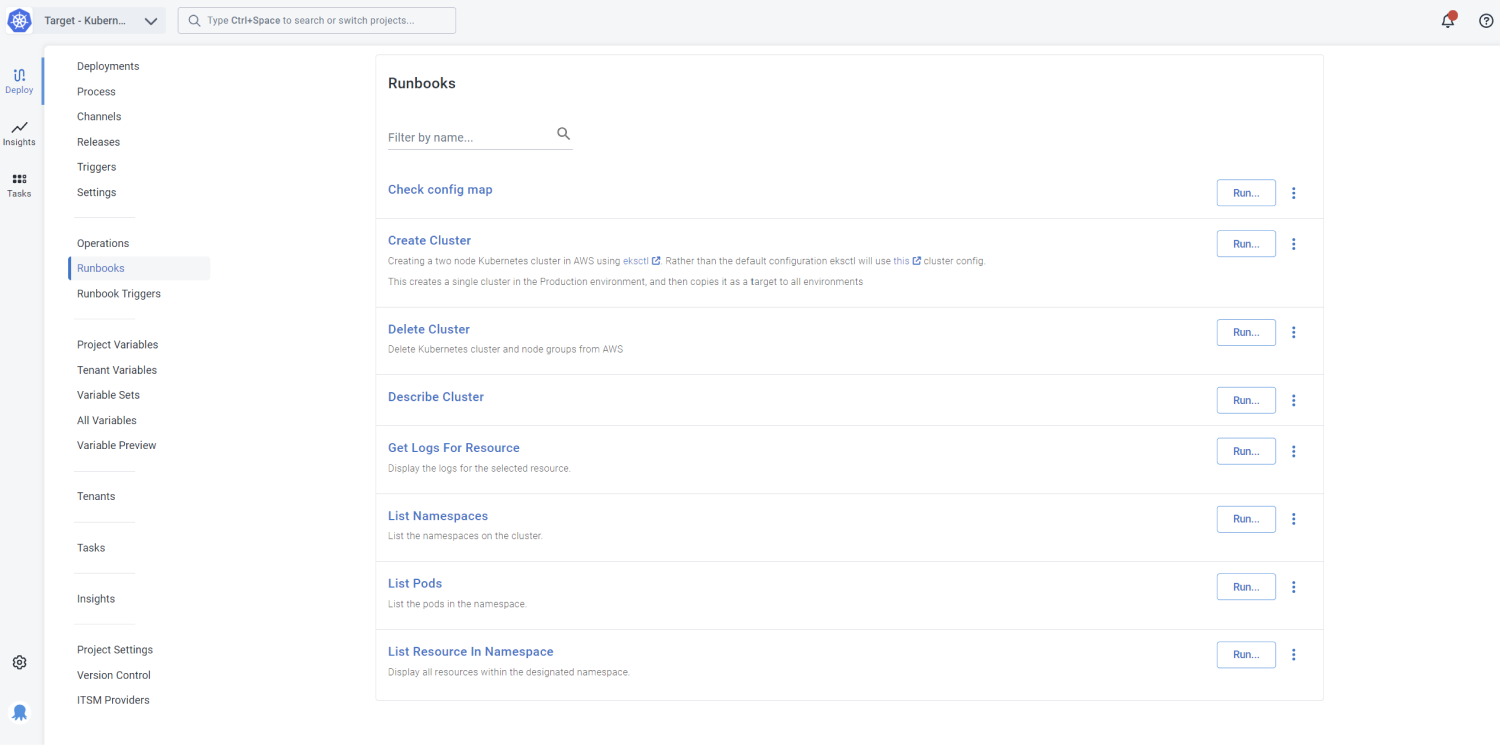 Target - Kubern...
Type Ctrl+Space to search or switch projects...
Deploy
Insights
Tasks
Deployments
Process
Channels
Releases
Triggers
Settings
Operations
Runbooks
Runbook Triggers
Project Variables
Tenant Variables
Variable Sets
All Variables
Variable Preview
Tenants
Tasks
Insights
Project Settings
Version Control
ITSM Providers
Runbooks
Filter by name...
Check config map
Run...
Create Cluster
Run...
Creating a two node Kubernetes cluster in AWS using eksctl. Rather than the default configuration eksctl will use this cluster config.
This creates a single cluster in the Production environment, and then copies it as a target to all environments
Delete Cluster
Run...
Delete Kubernetes cluster and node groups from AWS
Describe Cluster
Run...
Get Logs For Resource
Run...
Display the logs for the selected resource.
List Namespaces
Run...
List the namespaces on the cluster.
List Pods
Run...
List the pods in the namespace.
List Resource In Namespace
Run...
Display all resources within the designated namespace.